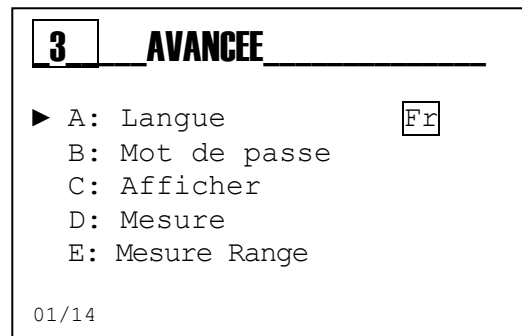 3 AVANCEE
► A: Langue Fr
B: Mot de passe
C: Afficher
D: Mesure
E: Mesure Range
01/14